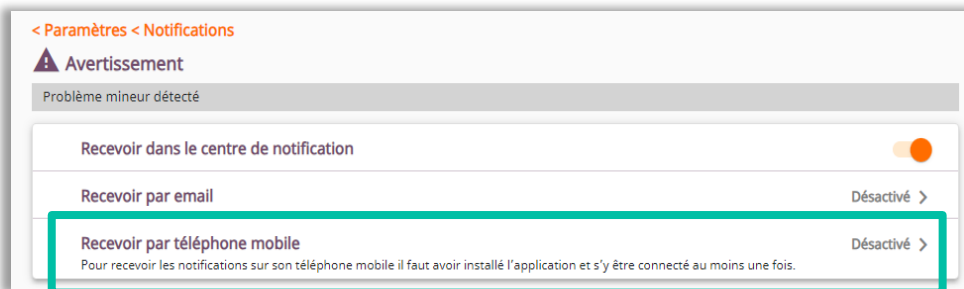 < Paramètres < Notifications
Avertissement
Problème mineur détecté
Recevoir dans le centre de notification
Recevoir par email Désactivé >
Recevoir par téléphone mobile Désactivé >
Pour recevoir les notifications sur son téléphone mobile il faut avoir installé l'application et s'y être connecté au moins une fois.